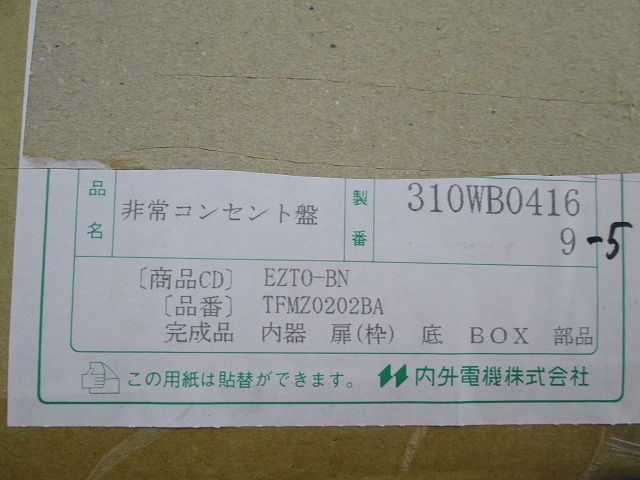 品名 非常コンセント盤 製番 310WB0416
9 -5
〔商品CD〕 EZTO-BN
〔品番〕 TFMZ0202BA
完成品 内器 扉(枠) 底 BOX 部品
この用紙は貼替ができます。 内外電機株式会社